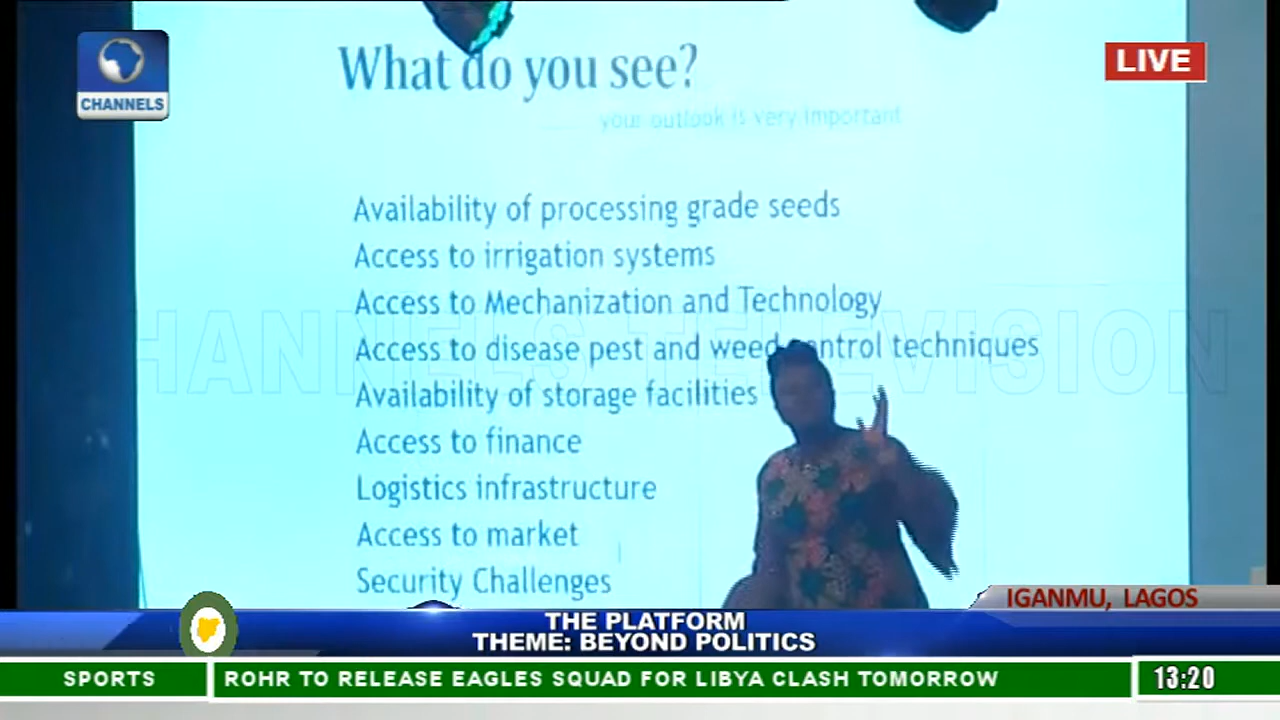 What do you see?
your outlook is very important
LIVE
CHANNELS
Availability of processing grade seeds
Access to irrigation systems
Access to Mechanization and Technology
Access to disease pest and weed control techniques
Availability of storage facilities
Access to finance
Logistics infrastructure
Access to market
Security Challenges
CHANNELS TELEVISION
IGANMU, LAGOS
THE PLATFORM
THEME: BEYOND POLITICS
SPORTS
ROHR TO RELEASE EAGLES SQUAD FOR LIBYA CLASH TOMORROW
13:20